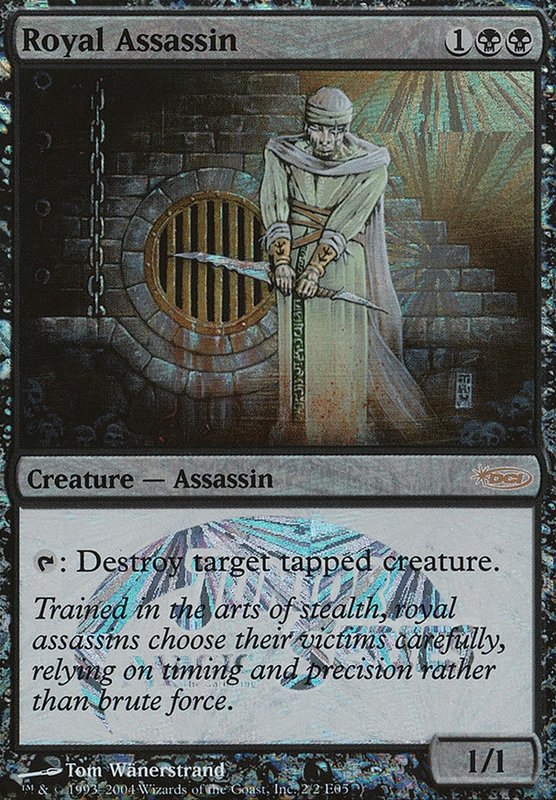 Royal Assassin
1
Creature — Assassin
DCI
: Destroy target tapped creature.
Trained in the arts of stealth, royal
assassins choose their victims carefully,
relying on timing and precision rather
than brute force.
1/1
Tom Wänerstrand
™ & © 1993–2004 Wizards of the Coast, Inc. 2/2 E05